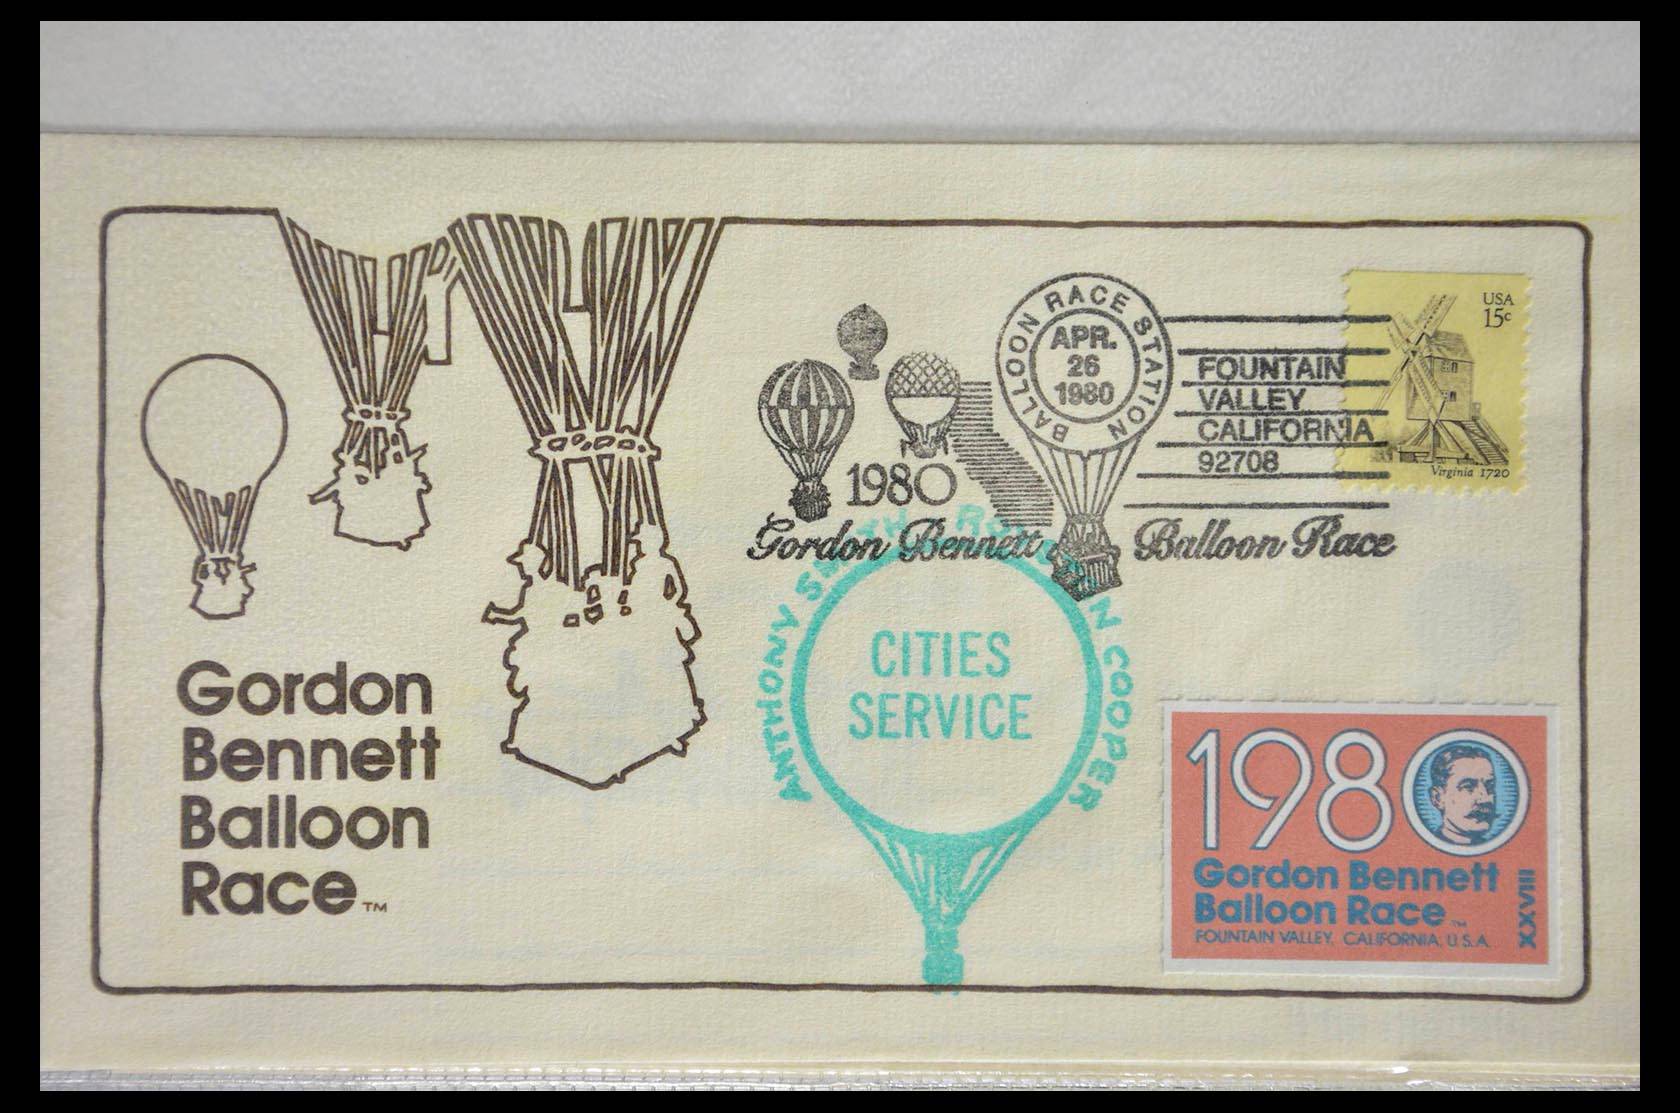 Gordon
Bennett
Balloon
Race™
1980
Gordon Bennett Balloon Race
BALLOON RACE STATION
APR.
26
1980
FOUNTAIN
VALLEY
CALIFORNIA
92708
USA
15c
Virginia 1720
ANTHONY COOPER
CITIES
SERVICE
1980
Gordon Bennett
Balloon Race™
FOUNTAIN VALLEY, CALIFORNIA, U.S.A.
XXVIII